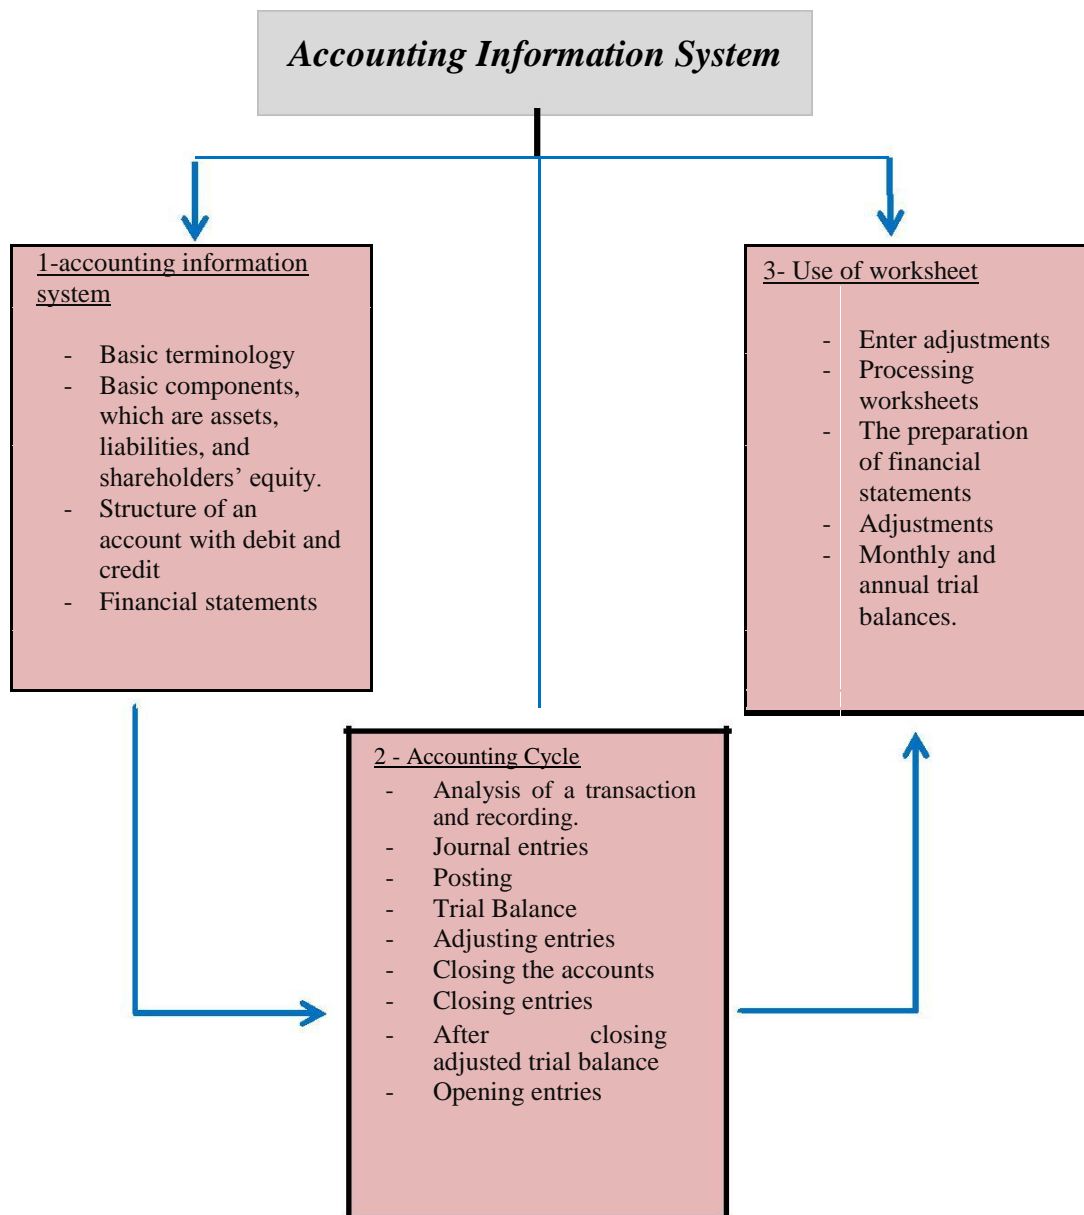 Accounting Information System
1-accounting information
system
- Basic terminology
- Basic components,
which are assets,
liabilities, and
shareholders’ equity.
- Structure of an
account with debit and
credit
- Financial statements
2 - Accounting Cycle
- Analysis of a transaction
and recording.
- Journal entries
- Posting
- Trial Balance
- Adjusting entries
- Closing the accounts
- Closing entries
- After closing
adjusted trial balance
- Opening entries
3- Use of worksheet
- Enter adjustments
- Processing
worksheets
- The preparation
of financial
statements
- Adjustments
- Monthly and
annual trial
balances.